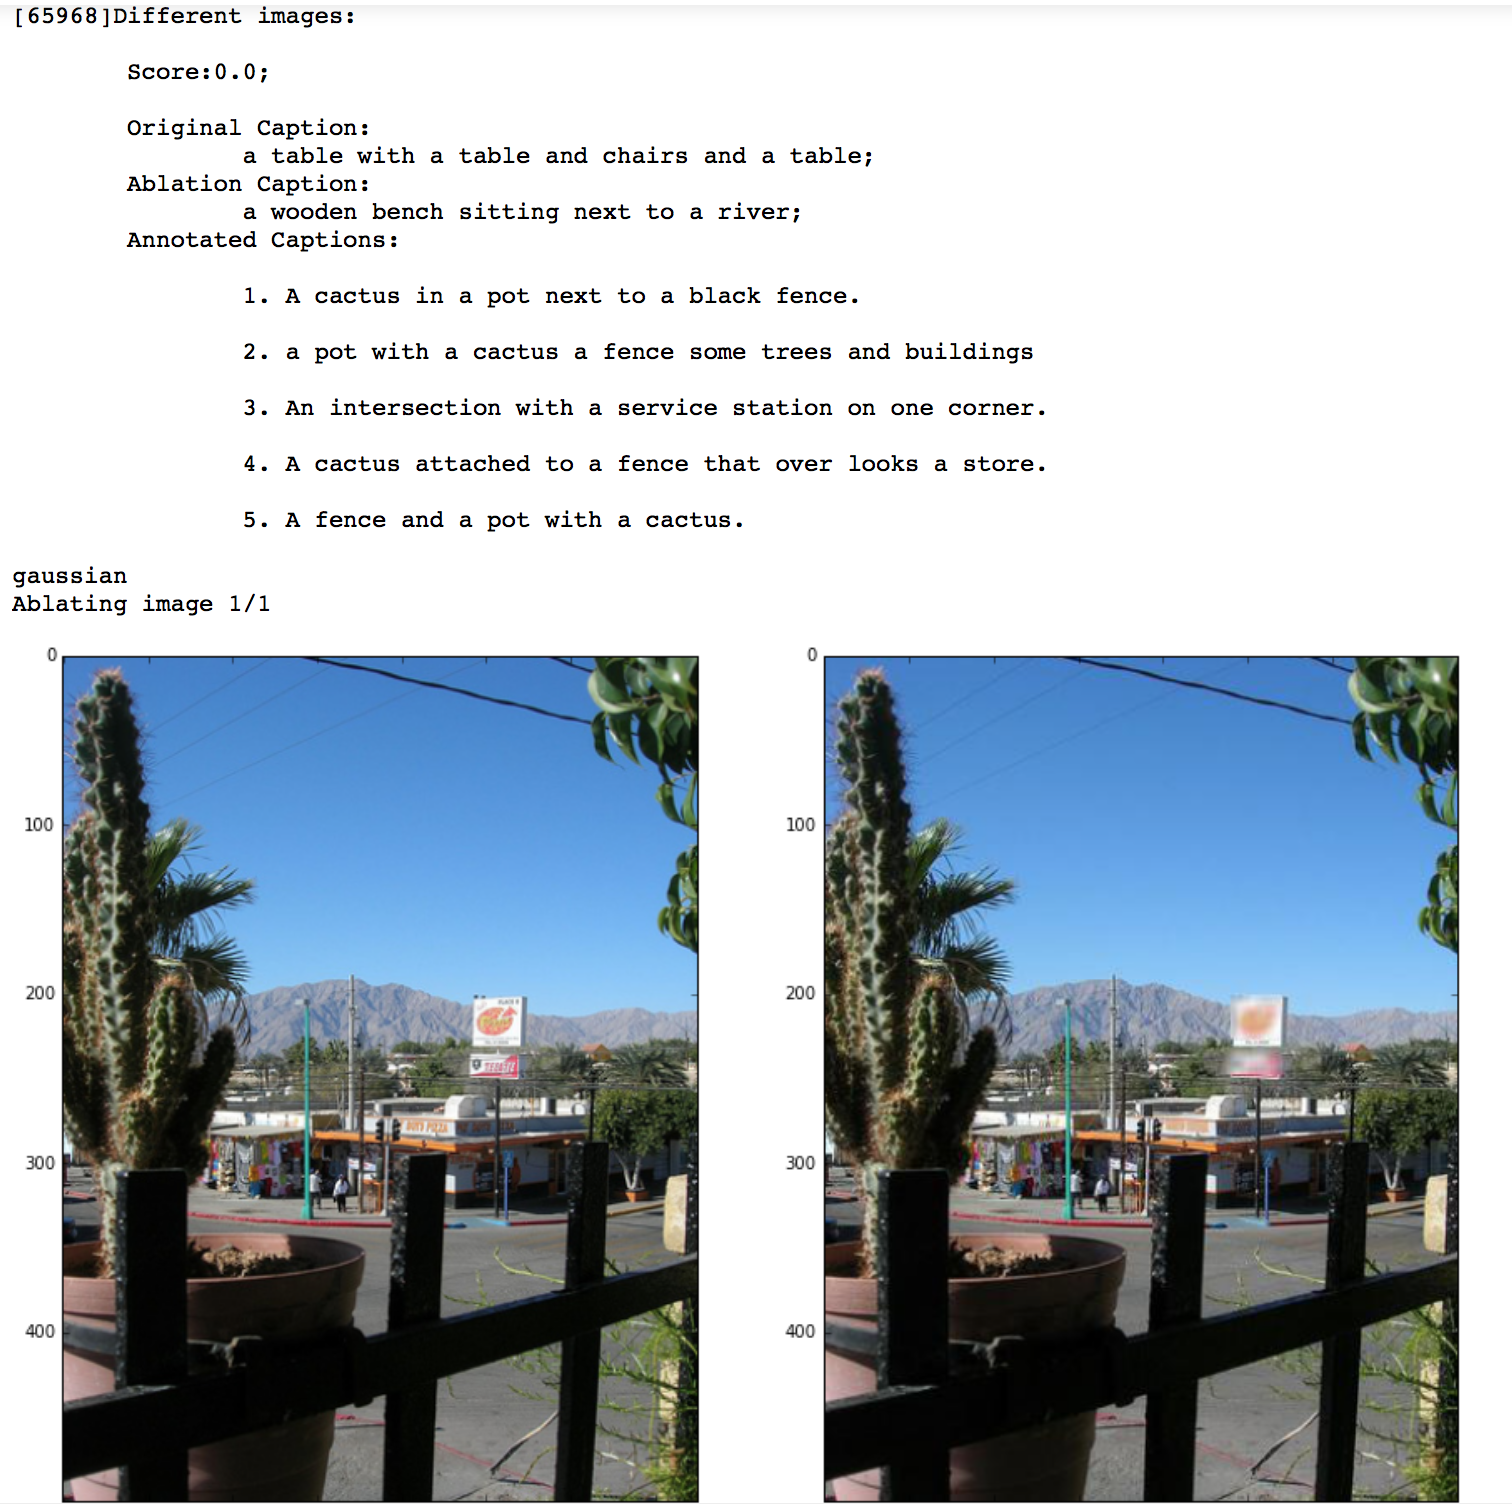 [65968]Different images:
Score:0.0;
Original Caption:
a table with a table and chairs and a table;
Ablation Caption:
a wooden bench sitting next to a river;
Annotated Captions:
1. A cactus in a pot next to a black fence.
2. a pot with a cactus a fence some trees and buildings
3. An intersection with a service station on one corner.
4. A cactus attached to a fence that over looks a store.
5. A fence and a pot with a cactus.
gaussian
Ablating image 1/1
0 0
100 100
200 200
TECATE
PIZZA
300 300
400 400